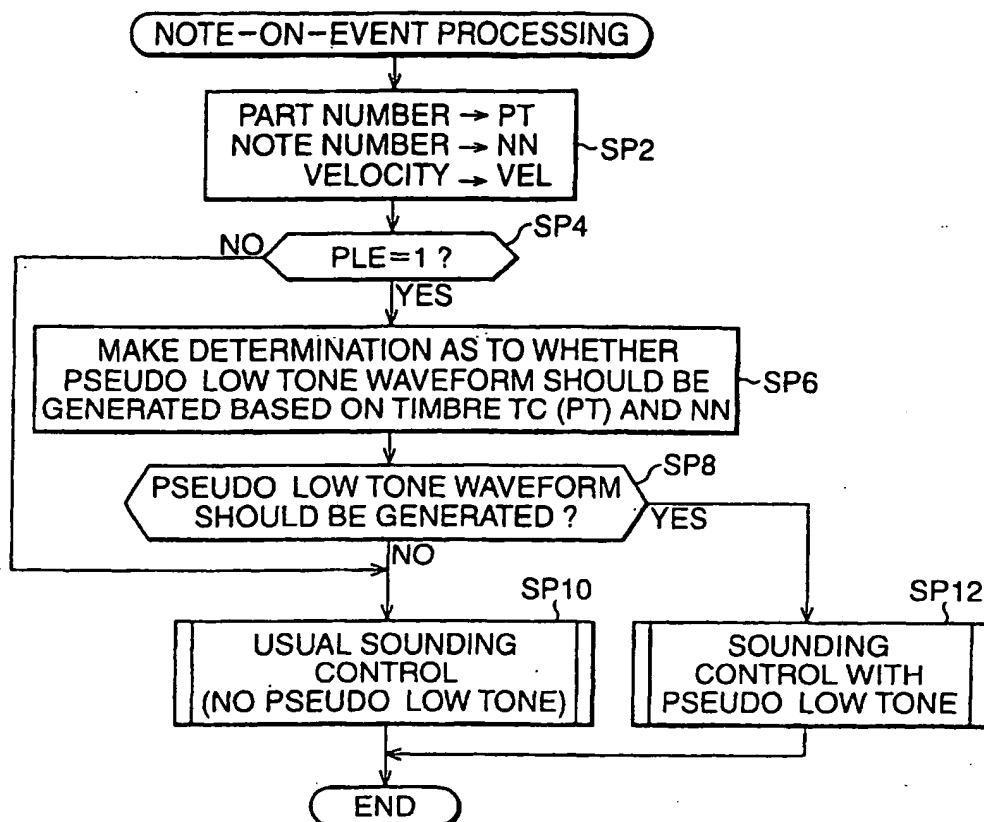 NOTE-ON-EVENT PROCESSING
PART NUMBER → PT
NOTE NUMBER → NN
VELOCITY → VEL
SP2
SP4
NO
PLE=1 ?
YES
MAKE DETERMINATION AS TO WHETHER
PSEUDO LOW TONE WAVEFORM SHOULD BE
GENERATED BASED ON TIMBRE TC (PT) AND NN
SP6
SP8
PSEUDO LOW TONE WAVEFORM
SHOULD BE GENERATED ?
YES
NO
SP10
SP12
USUAL SOUNDING
CONTROL
(NO PSEUDO LOW TONE)
SOUNDING
CONTROL WITH
PSEUDO LOW TONE
END